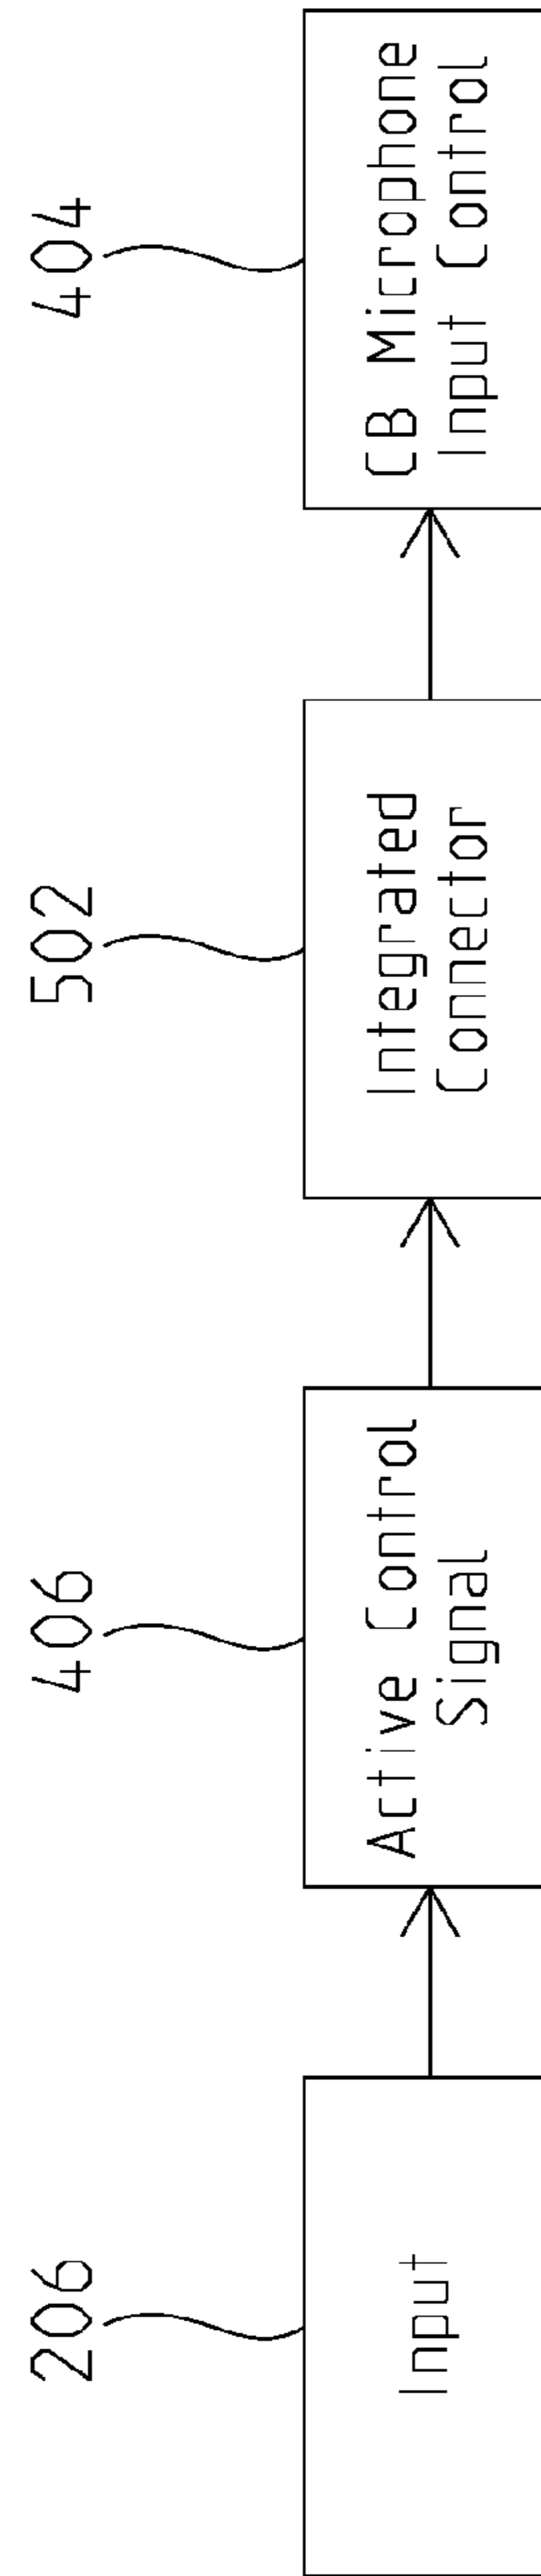 206
406
502
404
Input
Active Control
Signal
Integrated
Connector
CB Microphone
Input Control